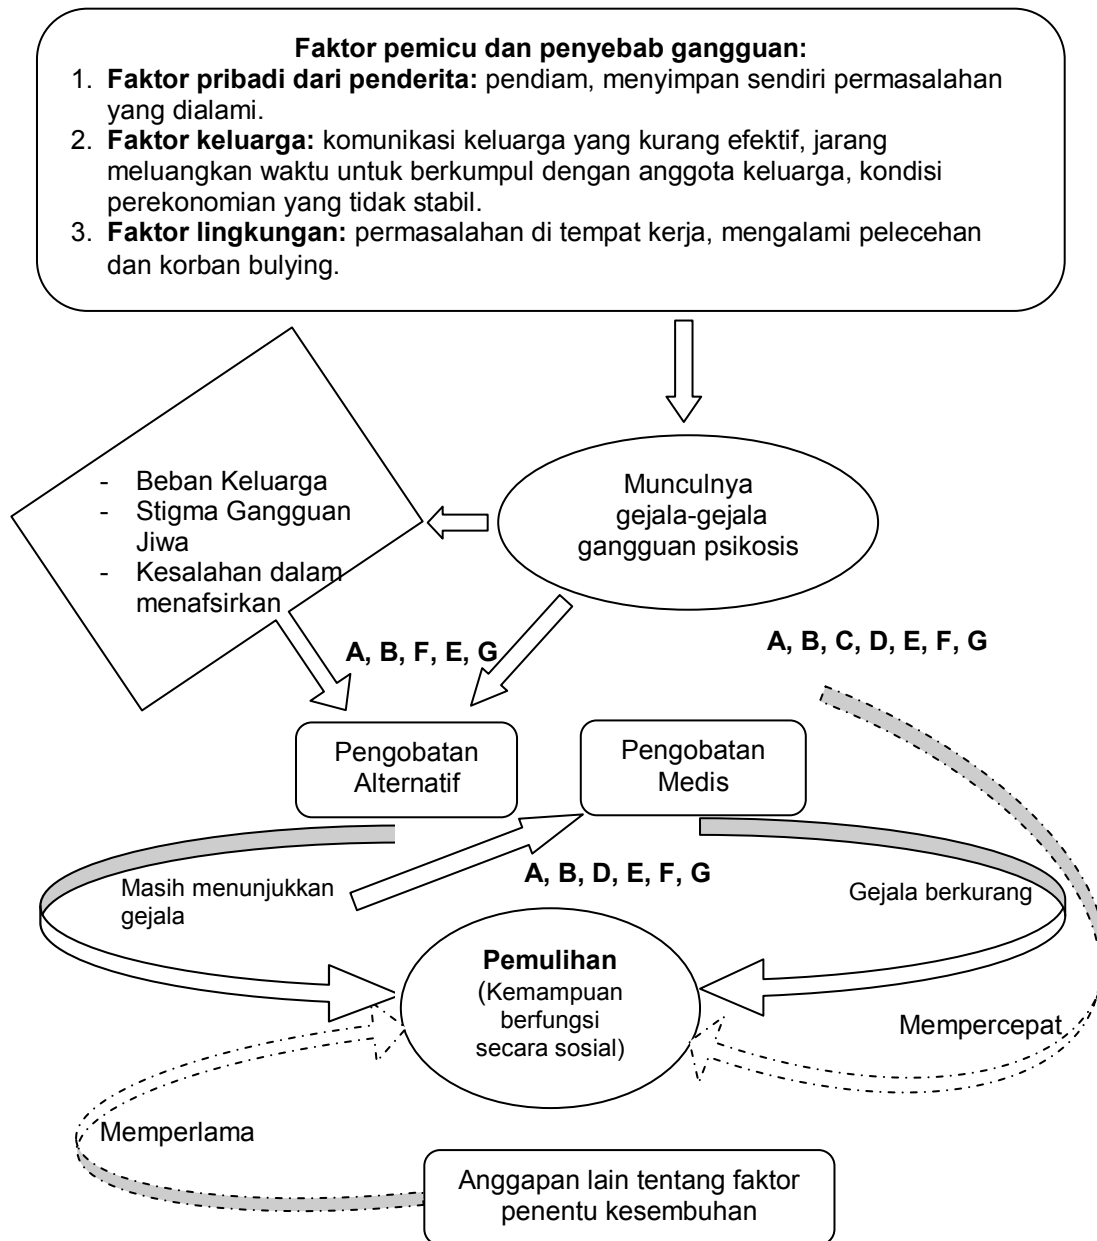 Faktor pemicu dan penyebab gangguan:
1. Faktor pribadi dari penderita: pendiam, menyimpan sendiri permasalahan
yang dialami.
2. Faktor keluarga: komunikasi keluarga yang kurang efektif, jarang
meluangkan waktu untuk berkumpul dengan anggota keluarga, kondisi
perekonomian yang tidak stabil.
3. Faktor lingkungan: permasalahan di tempat kerja, mengalami pelecehan
dan korban bulying.
- Beban Keluarga
- Stigma Gangguan
Jiwa
- Kesalahan dalam
menafsirkan
Munculnya
gejala-gejala
gangguan psikosis
A, B, F, E, G
A, B, C, D, E, F, G
Pengobatan
Alternatif
Pengobatan
Medis
Masih menunjukkan
gejala
A, B, D, E, F, G
Gejala berkurang
Pemulihan
(Kemampuan
berfungsi
secara sosial)
Mempercepat
Memperlama
Anggapan lain tentang faktor
penentu kesembuhan